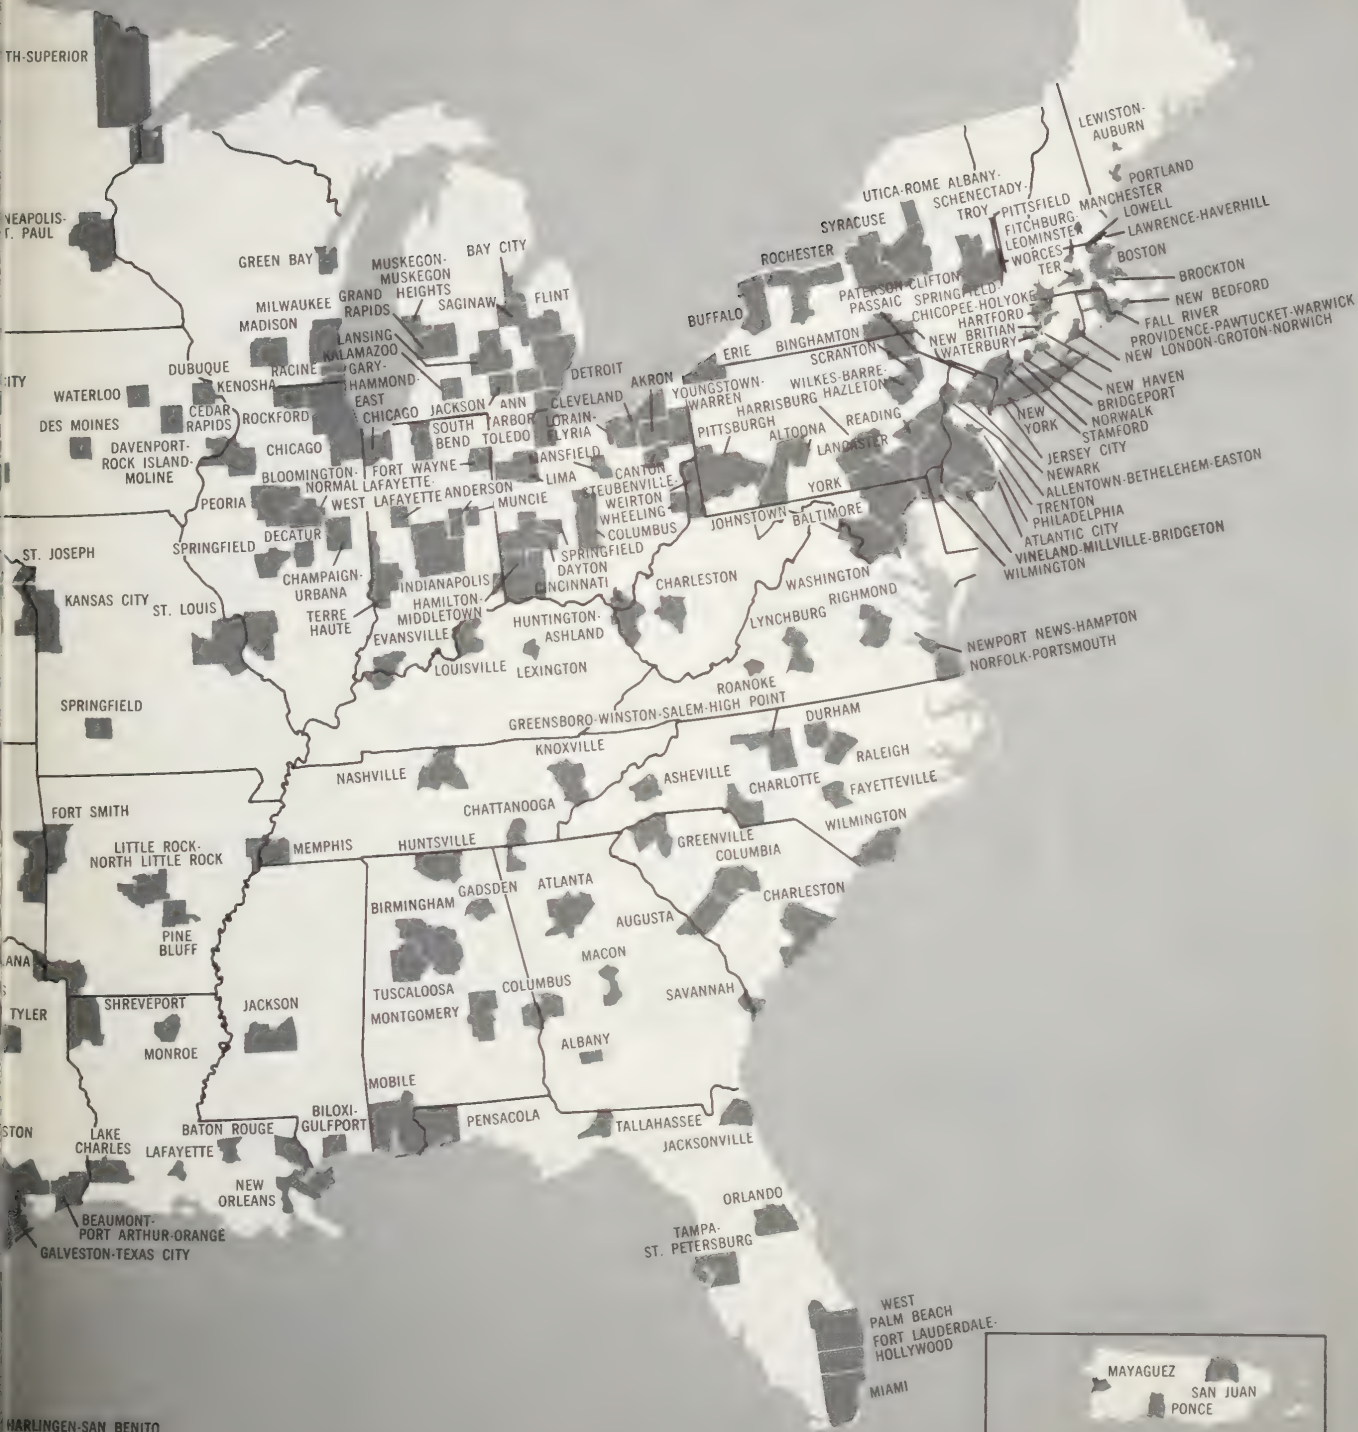 TH-SUPERIOR
NEAPOLIS-
T. PAUL
GREEN BAY
MUSKEGON-
MUSKEGON
HEIGHTS
BAY CITY
MILWAUKEE
GRAND
RAPIDS
SAGINAW
FLINT
MADISON
LANSING
KALAMAZOO
DUBUQUE
RACINE
GARY-
HAMMOND-
EAST
CHICAGO
DETROIT
CITY
WATERLOO
KENOSHA
CEDAR
RAPIDS
ROCKFORD
JACKSON
ANN
ARBOR
CLEVELAND
AKRON
DES MOINES
DAVENPORT-
ROCK ISLAND-
MOLINE
CHICAGO
SOUTH
BEND
TOLEDO
LORAIN-
ELYRIA
MANSFIELD
BLOOMINGTON-
NORMAL
FORT WAYNE
LIMA
CANTON
PEORIA
LAFAYETTE-
WEST LAFAYETTE
ANDERSON
MUNCIE
STEUBENVILLE-
WEIRTON
WHEELING
COLUMBUS
SPRINGFIELD
DECATUR
SPRINGFIELD
DAYTON
CINCINNATI
CHAMPAIGN-
URBANA
INDIANAPOLIS
HAMILTON-
MIDDLETOWN
TERRE
HAUTE
ST. JOSEPH
KANSAS CITY
ST. LOUIS
EVANSVILLE
LOUISVILLE
LEXINGTON
HUNTINGTON-
ASHLAND
CHARLESTON
SPRINGFIELD
LEWISTON-
AUBURN
PORTLAND
UTICA-ROME
ALBANY-
SCHENECTADY-
TROY
PITTSFIELD
MANCHESTER
FITCHBURG-
LEOMINSTER
LOWELL
LAWRENCE-HAVERHILL
SYRACUSE
ROCHESTER
WORCES-
TER
BOSTON
BROCKTON
BUFFALO
PATERSON-CLIFTON
PASSAIC
SPRINGFIELD-
CHICOPEE-HOLYOKE
HARTFORD
NEW BRITIAN
WATERBURY
NEW BEDFORD
FALL RIVER
PROVIDENCE-PAWTUCKET-WARWICK
NEW LONDON-GROTON-NORWICH
ERIE
BINGHAMTON
SCRANTON
YOUNGSTOWN-
WARREN
WILKES-BARRE-
HAZLETON
HARRISBURG
PITTSBURGH
ALTOONA
READING
LANCASTER
YORK
JOHNSTOWN
BALTIMORE
NEW HAVEN
BRIDGEPORT
NORWALK
STAMFORD
NEW
YORK
JERSEY CITY
NEWARK
ALLENTOWN-BETHELEHEM-EASTON
TRENTON
PHILADELPHIA
ATLANTIC CITY
VINELAND-MILLVILLE-BRIDGETON
WILMINGTON
WASHINGTON
RICHMOND
LYNCHBURG
ROANOKE
NEWPORT NEWS-HAMPTON
NORFOLK-PORTSMOUTH
GREENSBORO-WINSTON-SALEM-HIGH POINT
DURHAM
RALEIGH
KNOXVILLE
NASHVILLE
ASHEVILLE
CHARLOTTE
FAYETTEVILLE
CHATTANOOGA
WILMINGTON
FORT SMITH
LITTLE ROCK-
NORTH LITTLE ROCK
MEMPHIS
HUNTSVILLE
GREENVILLE
COLUMBIA
PINE
BLUFF
GADSDEN
ATLANTA
BIRMINGHAM
AUGUSTA
CHARLESTON
ANA
MACON
TUSCALOOSA
COLUMBUS
SAVANNAH
TYLER
SHREVEPORT
MONROE
JACKSON
MONTGOMERY
ALBANY
MOBILE
STON
LAKE
CHARLES
LAFAYETTE
BATON ROUGE
BILOXI-
GULFPORT
PENSACOLA
TALLAHASSEE
JACKSONVILLE
NEW
ORLEANS
BEAUMONT-
PORT ARTHUR-ORANGE
GALVESTON-TEXAS CITY
ORLANDO
TAMPA-
ST. PETERSBURG
WEST
PALM BEACH
FORT LAUDERDALE-
HOLLYWOOD
MIAMI
MAYAGUEZ
SAN JUAN
PONCE
HARLINGEN-SAN BENITO